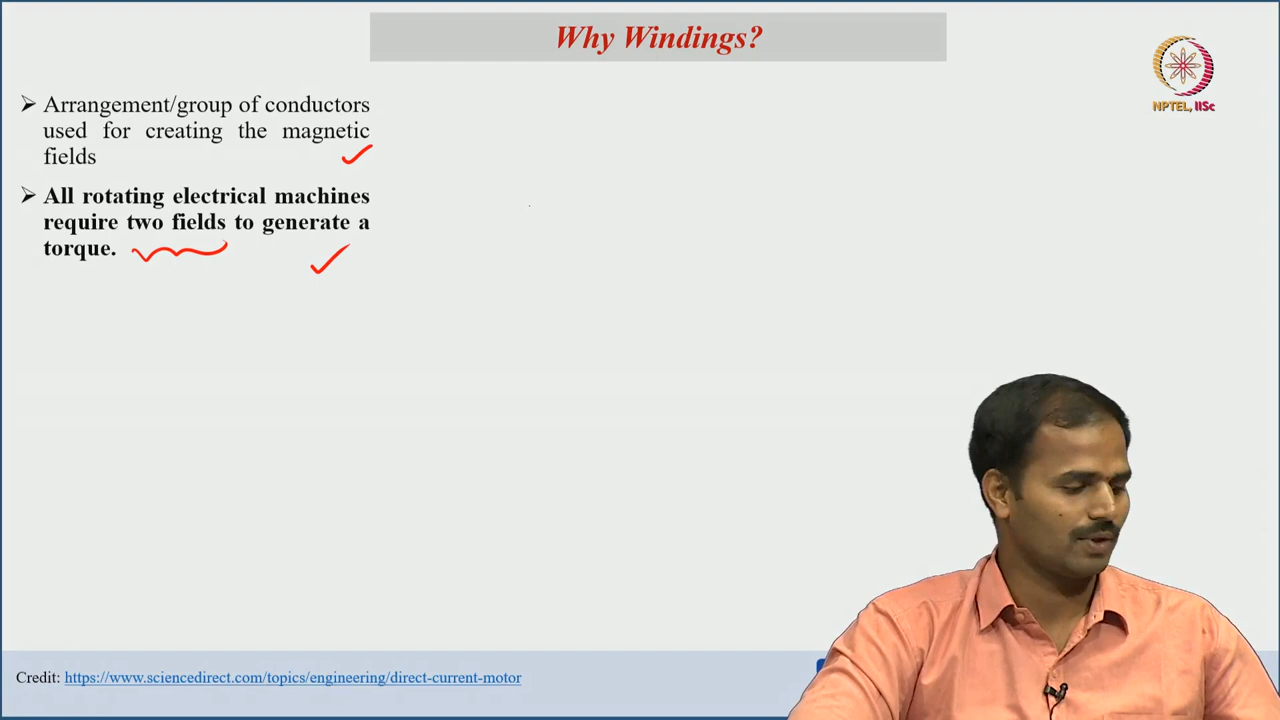 Why Windings?
NPTEL, IISc
➢ Arrangement/group of conductors
used for creating the magnetic
fields
➢ All rotating electrical machines
require two fields to generate a
torque.
Credit: https://www.sciencedirect.com/topics/engineering/direct-current-motor